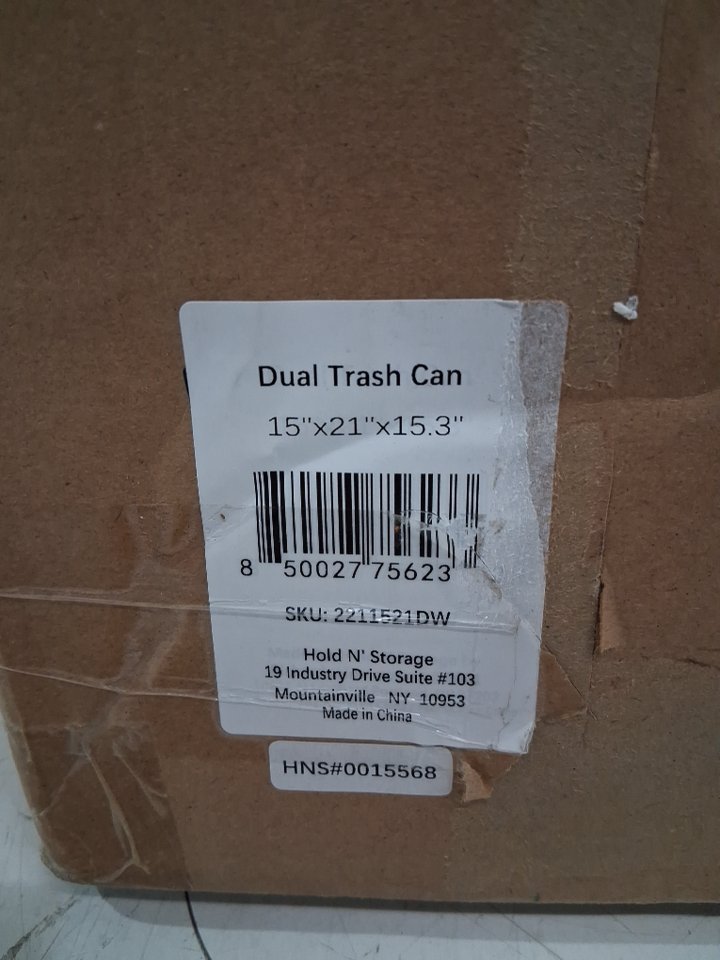 Dual Trash Can
15"x21"x15.3"
8 50027 75623
SKU: 2211521DW
Hold N' Storage
19 Industry Drive Suite #103
Mountainville NY 10953
Made in China
HNS#0015568